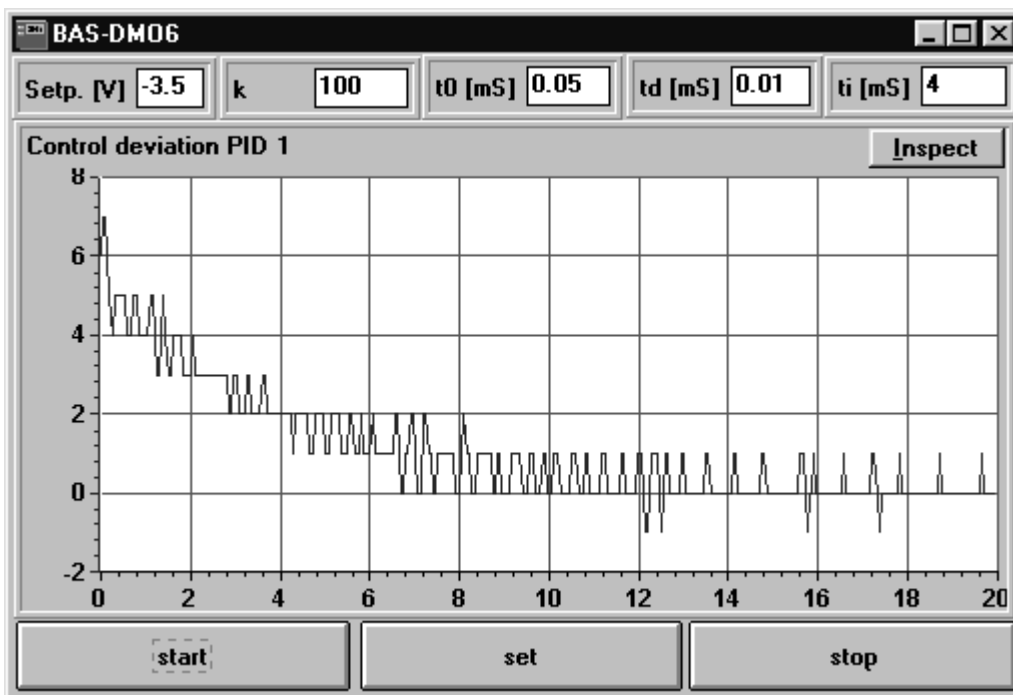 BAS-DMO6
Setp. [V] -3.5 k 100 t0 [mS] 0.05 td [mS] 0.01 ti [mS] 4
Control deviation PID 1 Inspect
8
6
4
2
0
-2
0 2 4 6 8 10 12 14 16 18 20
start set stop